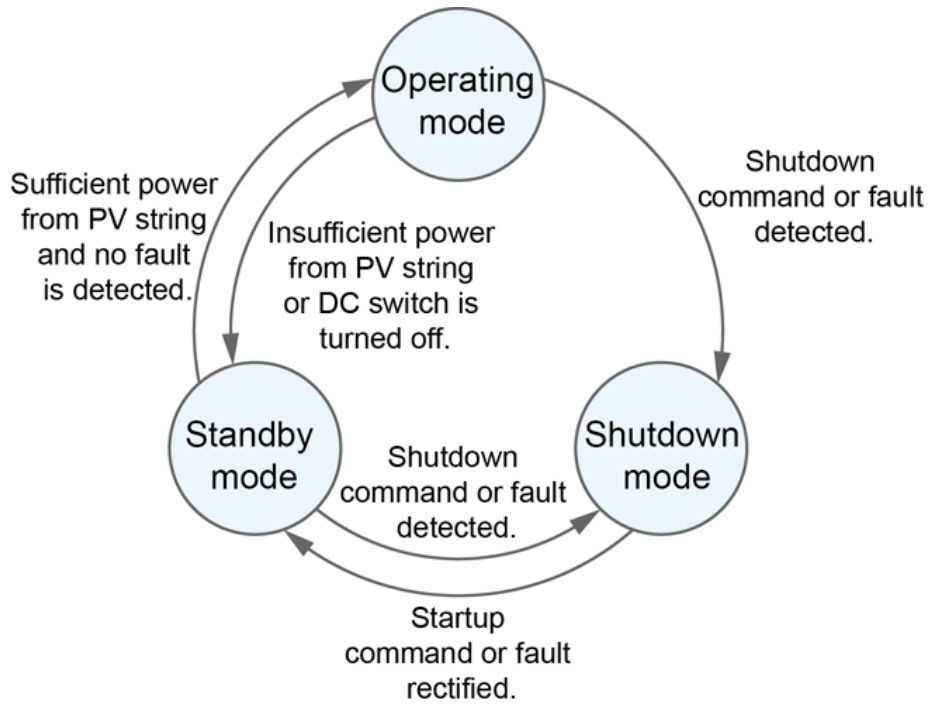 Operating
mode
Sufficient power
from PV string
and no fault
is detected.
Insufficient power
from PV string
or DC switch is
turned off.
Shutdown
command or fault
detected.
Standby
mode
Shutdown
command or fault
detected.
Shutdown
mode
Startup
command or fault
rectified.